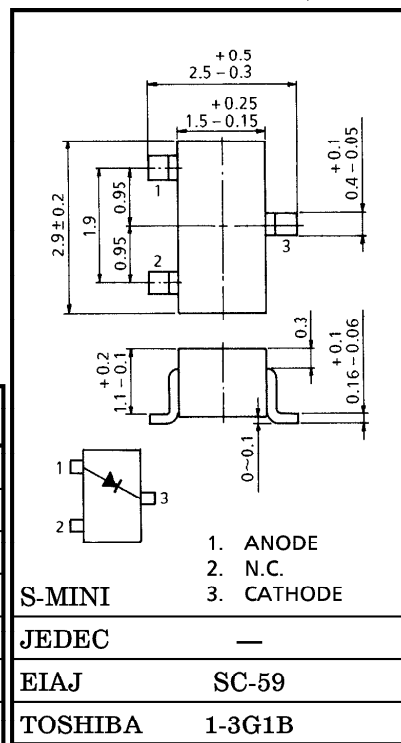 +0.5
2.5 – 0.3
+0.25
1.5 – 0.15
2.9±0.2
1.9
0.95
0.95
1
2
3
+0.1
0.4 – 0.05
+0.2
1.1 – 0.1
0.3
+0.1
0.16 – 0.06
0~0.1
1
2
3
1. ANODE
2. N.C.
3. CATHODE
S-MINI
JEDEC —
EIAJ SC-59
TOSHIBA 1-3G1B